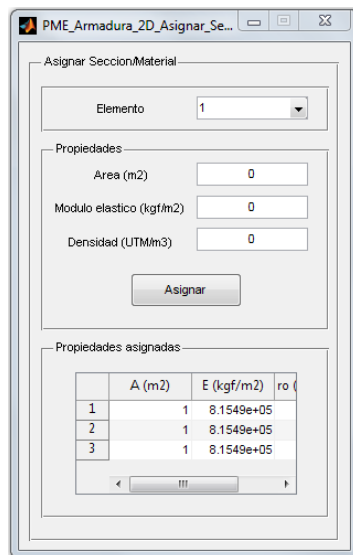 PME_Armadura_2D_Asignar_Se...
Asignar Seccion/Material
Elemento 1
Propiedades
Area (m2) 0
Modulo elastico (kgf/m2) 0
Densidad (UTM/m3) 0
Asignar
Propiedades asignadas
A (m2) E (kgf/m2) ro (
1 1 8.1549e+05
2 1 8.1549e+05
3 1 8.1549e+05